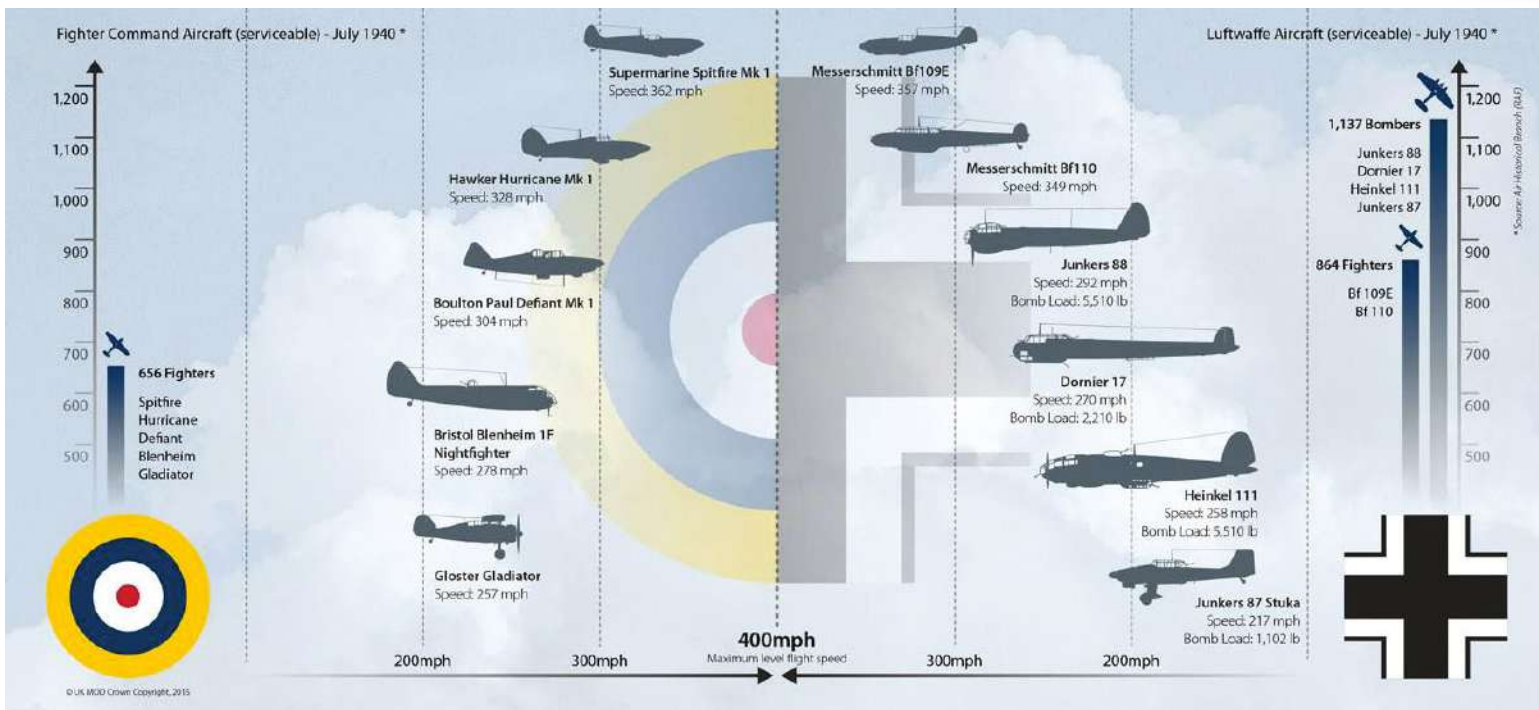 Fighter Command Aircraft (serviceable) - July 1940 *
1,200
1,100
1,000
900
800
700
600
500
656 Fighters
Spitfire
Hurricane
Defiant
Blenheim
Gladiator
© UK MOD Crown Copyright, 2015
Supermarine Spitfire Mk 1
Speed: 362 mph
Hawker Hurricane Mk 1
Speed: 328 mph
Boulton Paul Defiant Mk 1
Speed: 304 mph
Bristol Blenheim 1F
Nightfighter
Speed: 278 mph
Gloster Gladiator
Speed: 257 mph
Messerschmitt Bf109E
Speed: 357 mph
Messerschmitt Bf110
Speed: 349 mph
Junkers 88
Speed: 292 mph
Bomb Load: 5,510 lb
Dornier 17
Speed: 270 mph
Bomb Load: 2,210 lb
Heinkel 111
Speed: 258 mph
Bomb Load: 5,510 lb
Junkers 87 Stuka
Speed: 217 mph
Bomb Load: 1,102 lb
200mph
300mph
400mph
Maximum level flight speed
300mph
200mph
Luftwaffe Aircraft (serviceable) - July 1940 *
1,137 Bombers
Junkers 88
Dornier 17
Heinkel 111
Junkers 87
864 Fighters
Bf 109E
Bf 110
1,200
1,100
1,000
900
800
700
600
500
* Source: Air Historical Branch (RAF)